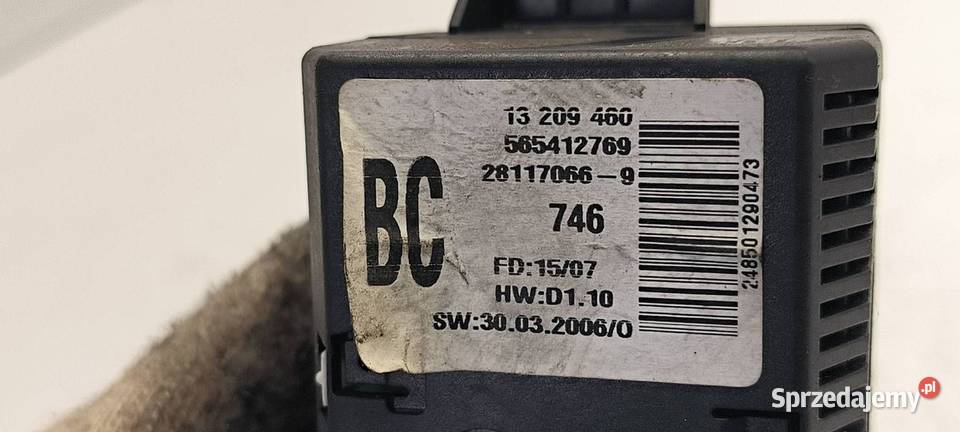 13 209 460
565412769
28117066-9
BC
746
FD:15/07
HW:D1.10
SW:30.03.2006/0
248501290473
Sprzedajemy.pl